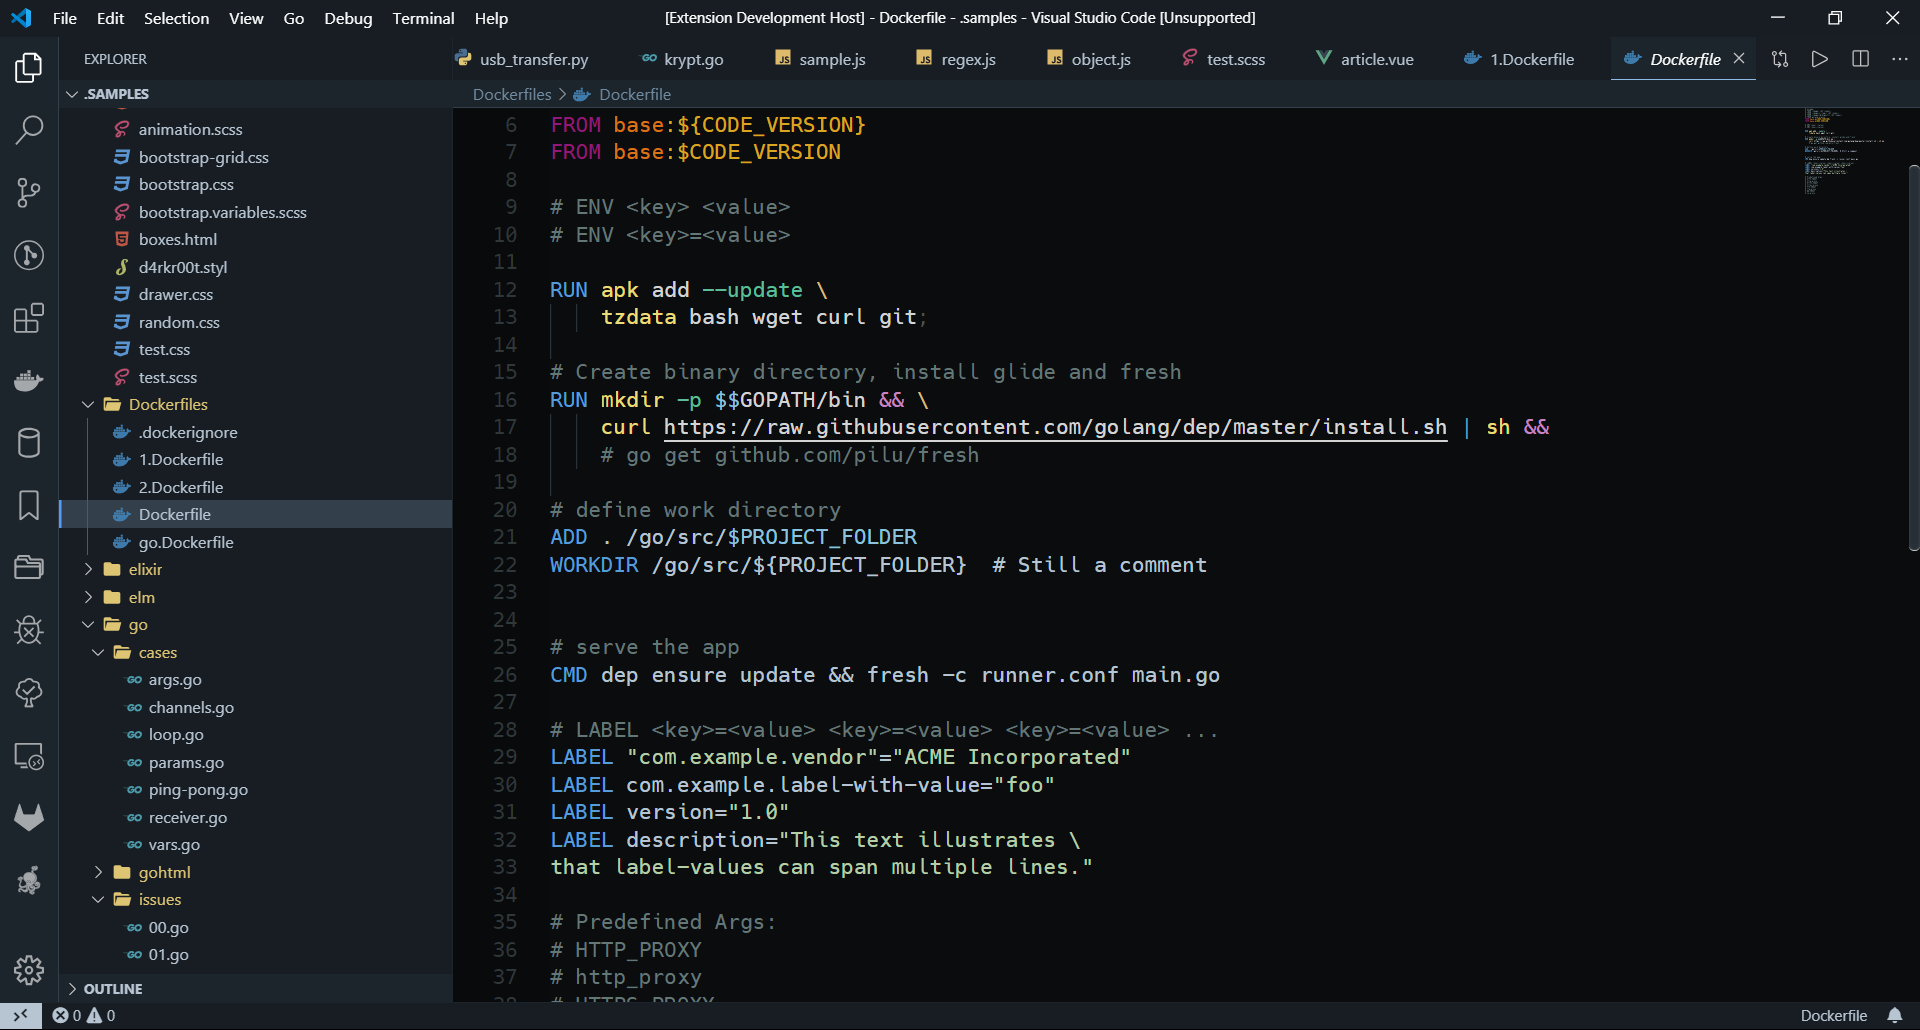 File Edit Selection View Go Debug Terminal Help
[Extension Development Host] - Dockerfile - .samples - Visual Studio Code [Unsupported]
EXPLORER
usb_transfer.py
krypt.go
sample.js
regex.js
object.js
test.scss
article.vue
1.Dockerfile
Dockerfile
.SAMPLES
Dockerfiles > Dockerfile
animation.scss
bootstrap-grid.css
bootstrap.css
bootstrap.variables.scss
boxes.html
d4rkr00t.styl
drawer.css
random.css
test.css
test.scss
Dockerfiles
.dockerignore
1.Dockerfile
2.Dockerfile
Dockerfile
go.Dockerfile
elixir
elm
go
cases
args.go
channels.go
loop.go
params.go
ping-pong.go
receiver.go
vars.go
gohtml
issues
00.go
01.go
OUTLINE
6 FROM base:${CODE_VERSION}
7 FROM base:$CODE_VERSION
8
9 # ENV <key> <value>
10 # ENV <key>=<value>
11
12 RUN apk add --update \
13 tzdata bash wget curl git;
14
15 # Create binary directory, install glide and fresh
16 RUN mkdir -p $$GOPATH/bin && \
17 curl https://raw.githubusercontent.com/golang/dep/master/install.sh | sh &&
18 # go get github.com/pilu/fresh
19
20 # define work directory
21 ADD . /go/src/$PROJECT_FOLDER
22 WORKDIR /go/src/${PROJECT_FOLDER}  # Still a comment
23
24
25 # serve the app
26 CMD dep ensure update && fresh -c runner.conf main.go
27
28 # LABEL <key>=<value> <key>=<value> <key>=<value> ...
29 LABEL "com.example.vendor"="ACME Incorporated"
30 LABEL com.example.label-with-value="foo"
31 LABEL version="1.0"
32 LABEL description="This text illustrates \
33 that label-values can span multiple lines."
34
35 # Predefined Args:
36 # HTTP_PROXY
37 # http_proxy
38 # HTTPS_PROXY
0 0
Dockerfile